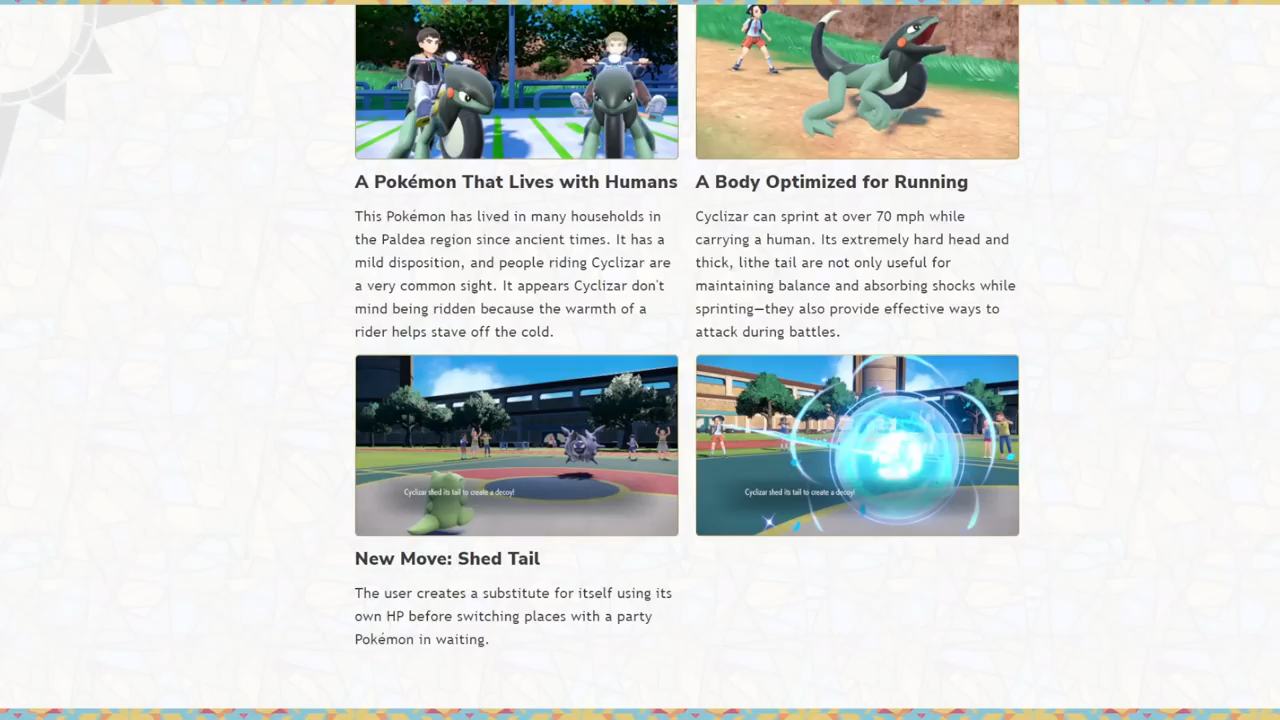 A Pokémon That Lives with Humans
This Pokémon has lived in many households in
the Paldea region since ancient times. It has a
mild disposition, and people riding Cyclizar are
a very common sight. It appears Cyclizar don't
mind being ridden because the warmth of a
rider helps stave off the cold.
A Body Optimized for Running
Cyclizar can sprint at over 70 mph while
carrying a human. Its extremely hard head and
thick, lithe tail are not only useful for
maintaining balance and absorbing shocks while
sprinting—they also provide effective ways to
attack during battles.
Cyclizar shed its tail to create a decoy!
Cyclizar shed its tail to create a decoy!
New Move: Shed Tail
The user creates a substitute for itself using its
own HP before switching places with a party
Pokémon in waiting.